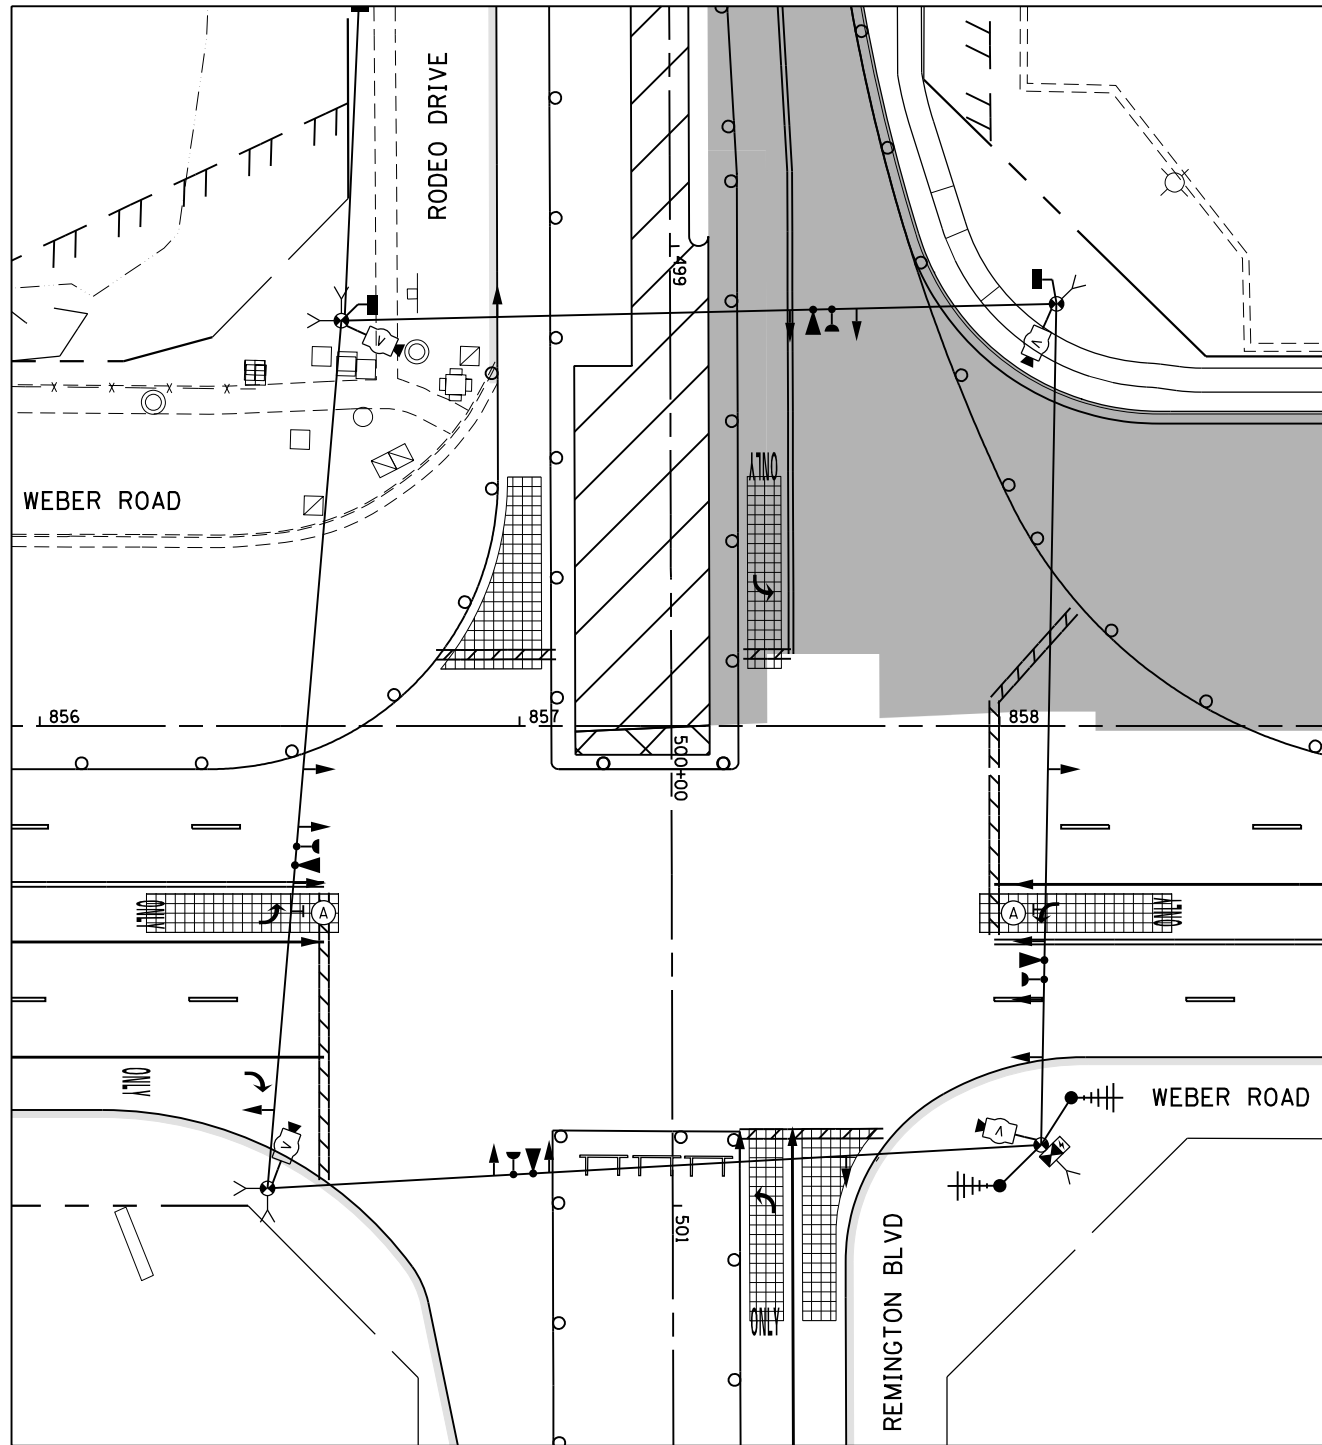 RODEO DRIVE
499
WEBER ROAD
ONLY
856
857
858
500+00
ONLY
A
A
ONLY
ONLY
V
V
V
V
WEBER ROAD
501
REMINGTON BLVD
ONLY